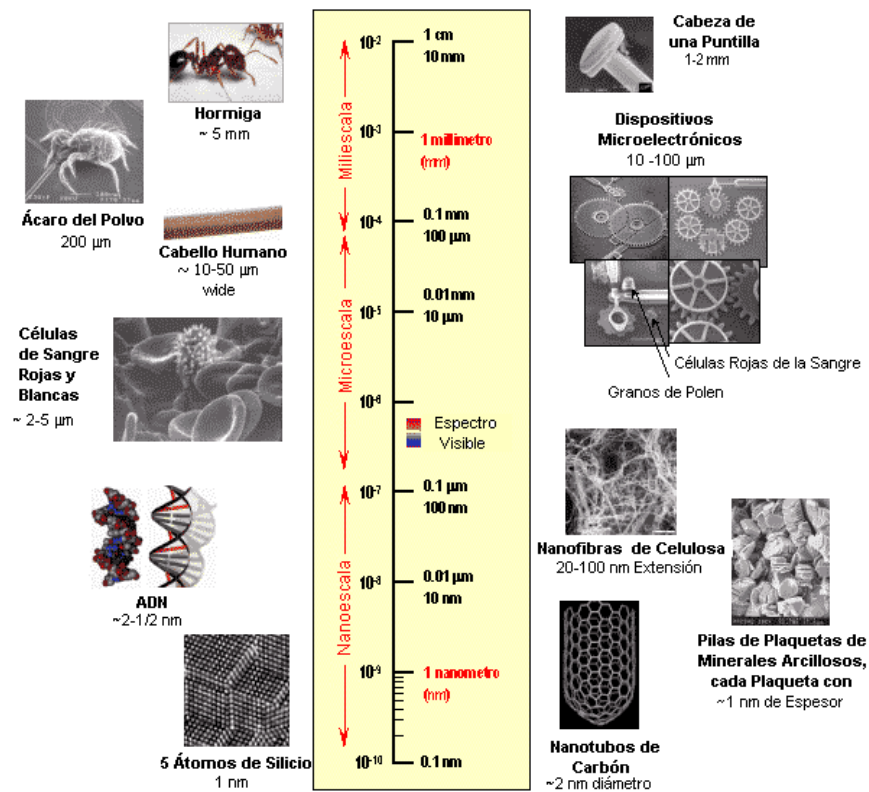 Hormiga
~ 5 mm
Ácaro del Polvo
200 µm
Cabello Humano
~ 10-50 µm
wide
Células
de Sangre
Rojas y
Blancas
~ 2-5 µm
ADN
~2-1/2 nm
5 Átomos de Silicio
1 nm
Miliescala
Microescala
Nanoescala
10-2
1 cm
10 mm
10-3
1 millimetro
(mm)
10-4
0.1 mm
100 µm
0.01 mm
10-5
10 µm
10-6
Espectro
Visible
10-7
0.1 µm
100 nm
10-8
0.01 µm
10 nm
10-9
1 nanometro
(nm)
10-10
0.1 nm
Cabeza de
una Puntilla
1-2 mm
Dispositivos
Microelectrónicos
10 -100 µm
Células Rojas de la Sangre
Granos de Polen
Nanofibras de Celulosa
20-100 nm Extensión
Pilas de Plaquetas de
Minerales Arcillosos,
cada Plaqueta con
~1 nm de Espesor
Nanotubos de
Carbón
~2 nm diámetro